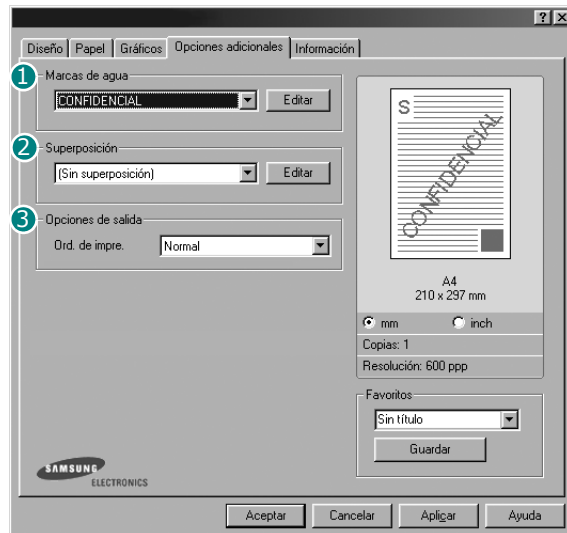 ? ×
Diseño Papel Gráficos Opciones adicionales Información
1 Marcas de agua
CONFIDENCIAL Editar
2 Superposición
(Sin superposición) Editar
3 Opciones de salida
Ord. de impre. Normal
S
CONFIDENCIAL
A4
210 x 297 mm
mm inch
Copias: 1
Resolución: 600 ppp
Favoritos
Sin título
Guardar
SAMSUNG
ELECTRONICS
Aceptar Cancelar Aplicar Ayuda